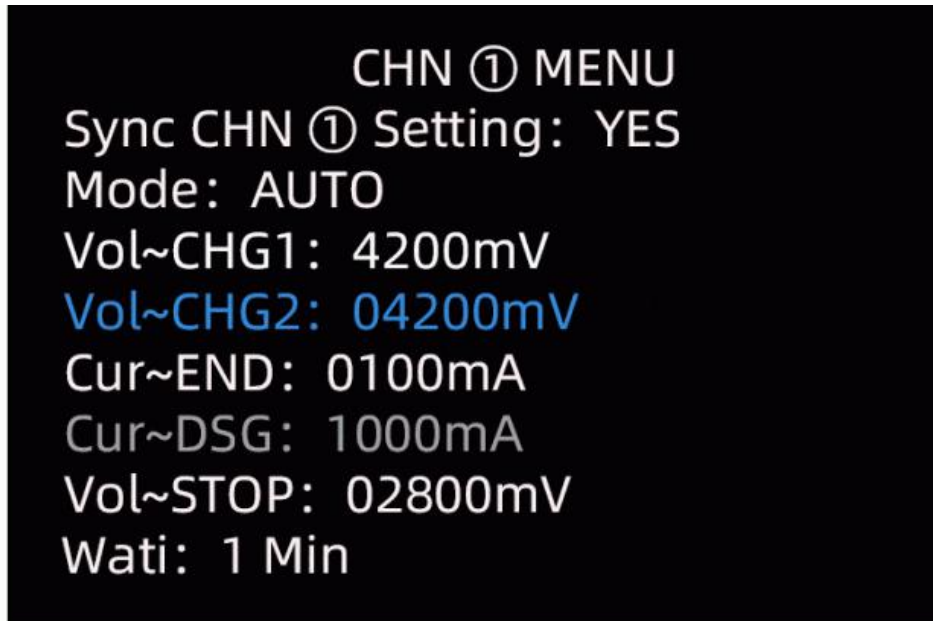 CHN ① MENU
Sync CHN ① Setting: YES
Mode: AUTO
Vol~CHG1: 4200mV
Vol~CHG2: 04200mV
Cur~END: 0100mA
Cur~DSG: 1000mA
Vol~STOP: 02800mV
Wati: 1 Min